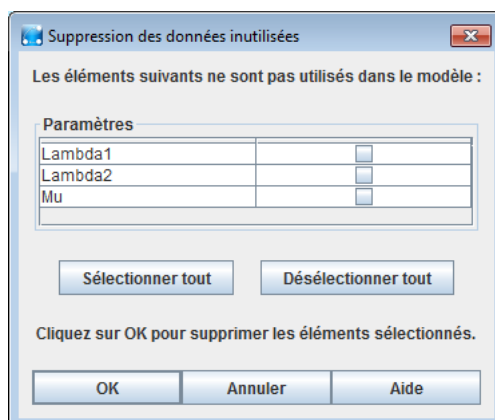 Suppression des données inutilisées
Les éléments suivants ne sont pas utilisés dans le modèle :
Paramètres
Lambda1
Lambda2
Mu
Sélectionner tout Désélectionner tout
Cliquez sur OK pour supprimer les éléments sélectionnés.
OK Annuler Aide